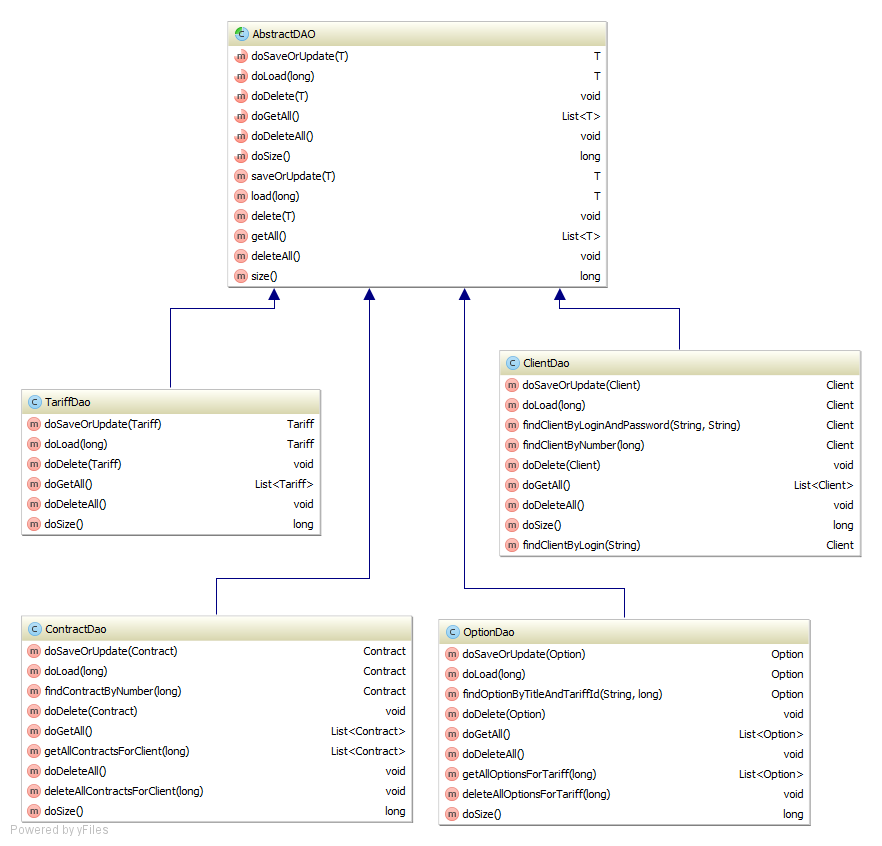 AbstractDAO
doSaveOrUpdate(T) T
doLoad(long) T
doDelete(T) void
doGetAll() List<T>
doDeleteAll() void
doSize() long
saveOrUpdate(T) T
load(long) T
delete(T) void
getAll() List<T>
deleteAll() void
size() long
TariffDao
doSaveOrUpdate(Tariff) Tariff
doLoad(long) Tariff
doDelete(Tariff) void
doGetAll() List<Tariff>
doDeleteAll() void
doSize() long
ClientDao
doSaveOrUpdate(Client) Client
doLoad(long) Client
findClientByLoginAndPassword(String, String) Client
findClientByNumber(long) Client
doDelete(Client) void
doGetAll() List<Client>
doDeleteAll() void
doSize() long
findClientByLogin(String) Client
ContractDao
doSaveOrUpdate(Contract) Contract
doLoad(long) Contract
findContractByNumber(long) Contract
doDelete(Contract) void
doGetAll() List<Contract>
getAllContractsForClient(long) List<Contract>
doDeleteAll() void
deleteAllContractsForClient(long) void
doSize() long
OptionDao
doSaveOrUpdate(Option) Option
doLoad(long) Option
findOptionByTitleAndTariffId(String, long) Option
doDelete(Option) void
doGetAll() List<Option>
doDeleteAll() void
getAllOptionsForTariff(long) List<Option>
deleteAllOptionsForTariff(long) void
doSize() long
Powered by yFiles